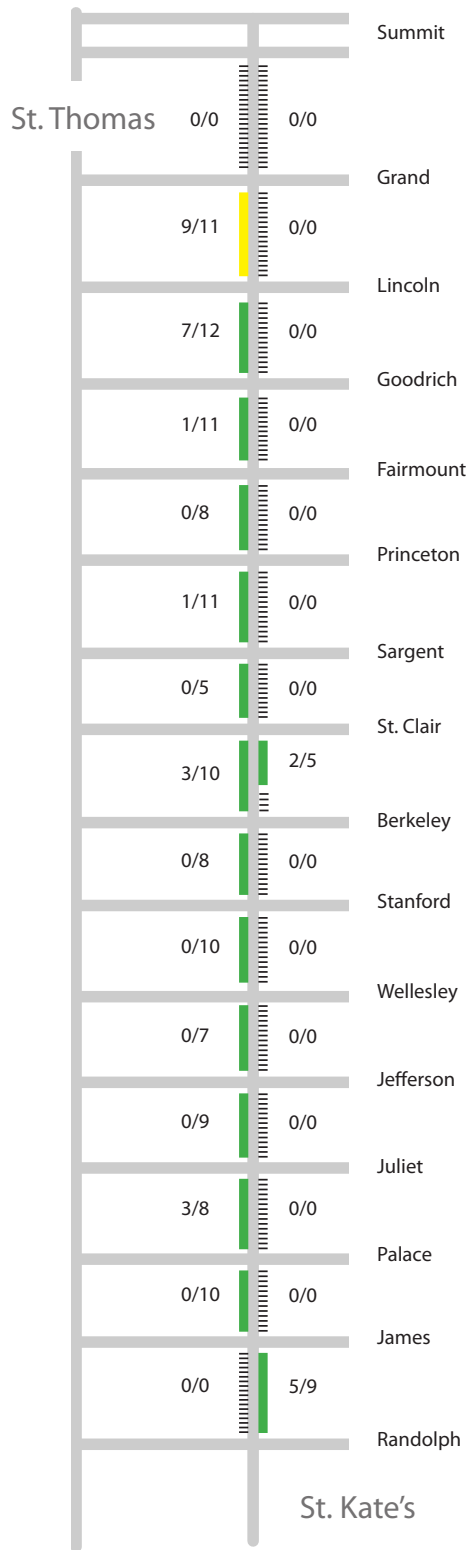 Summit
St. Thomas 0/0 0/0
Grand
9/11 0/0
Lincoln
7/12 0/0
Goodrich
1/11 0/0
Fairmount
0/8 0/0
Princeton
1/11 0/0
Sargent
0/5 0/0
St. Clair
3/10 2/5
Berkeley
0/8 0/0
Stanford
0/10 0/0
Wellesley
0/7 0/0
Jefferson
0/9 0/0
Juliet
3/8 0/0
Palace
0/10 0/0
James
0/0 5/9
Randolph
St. Kate's